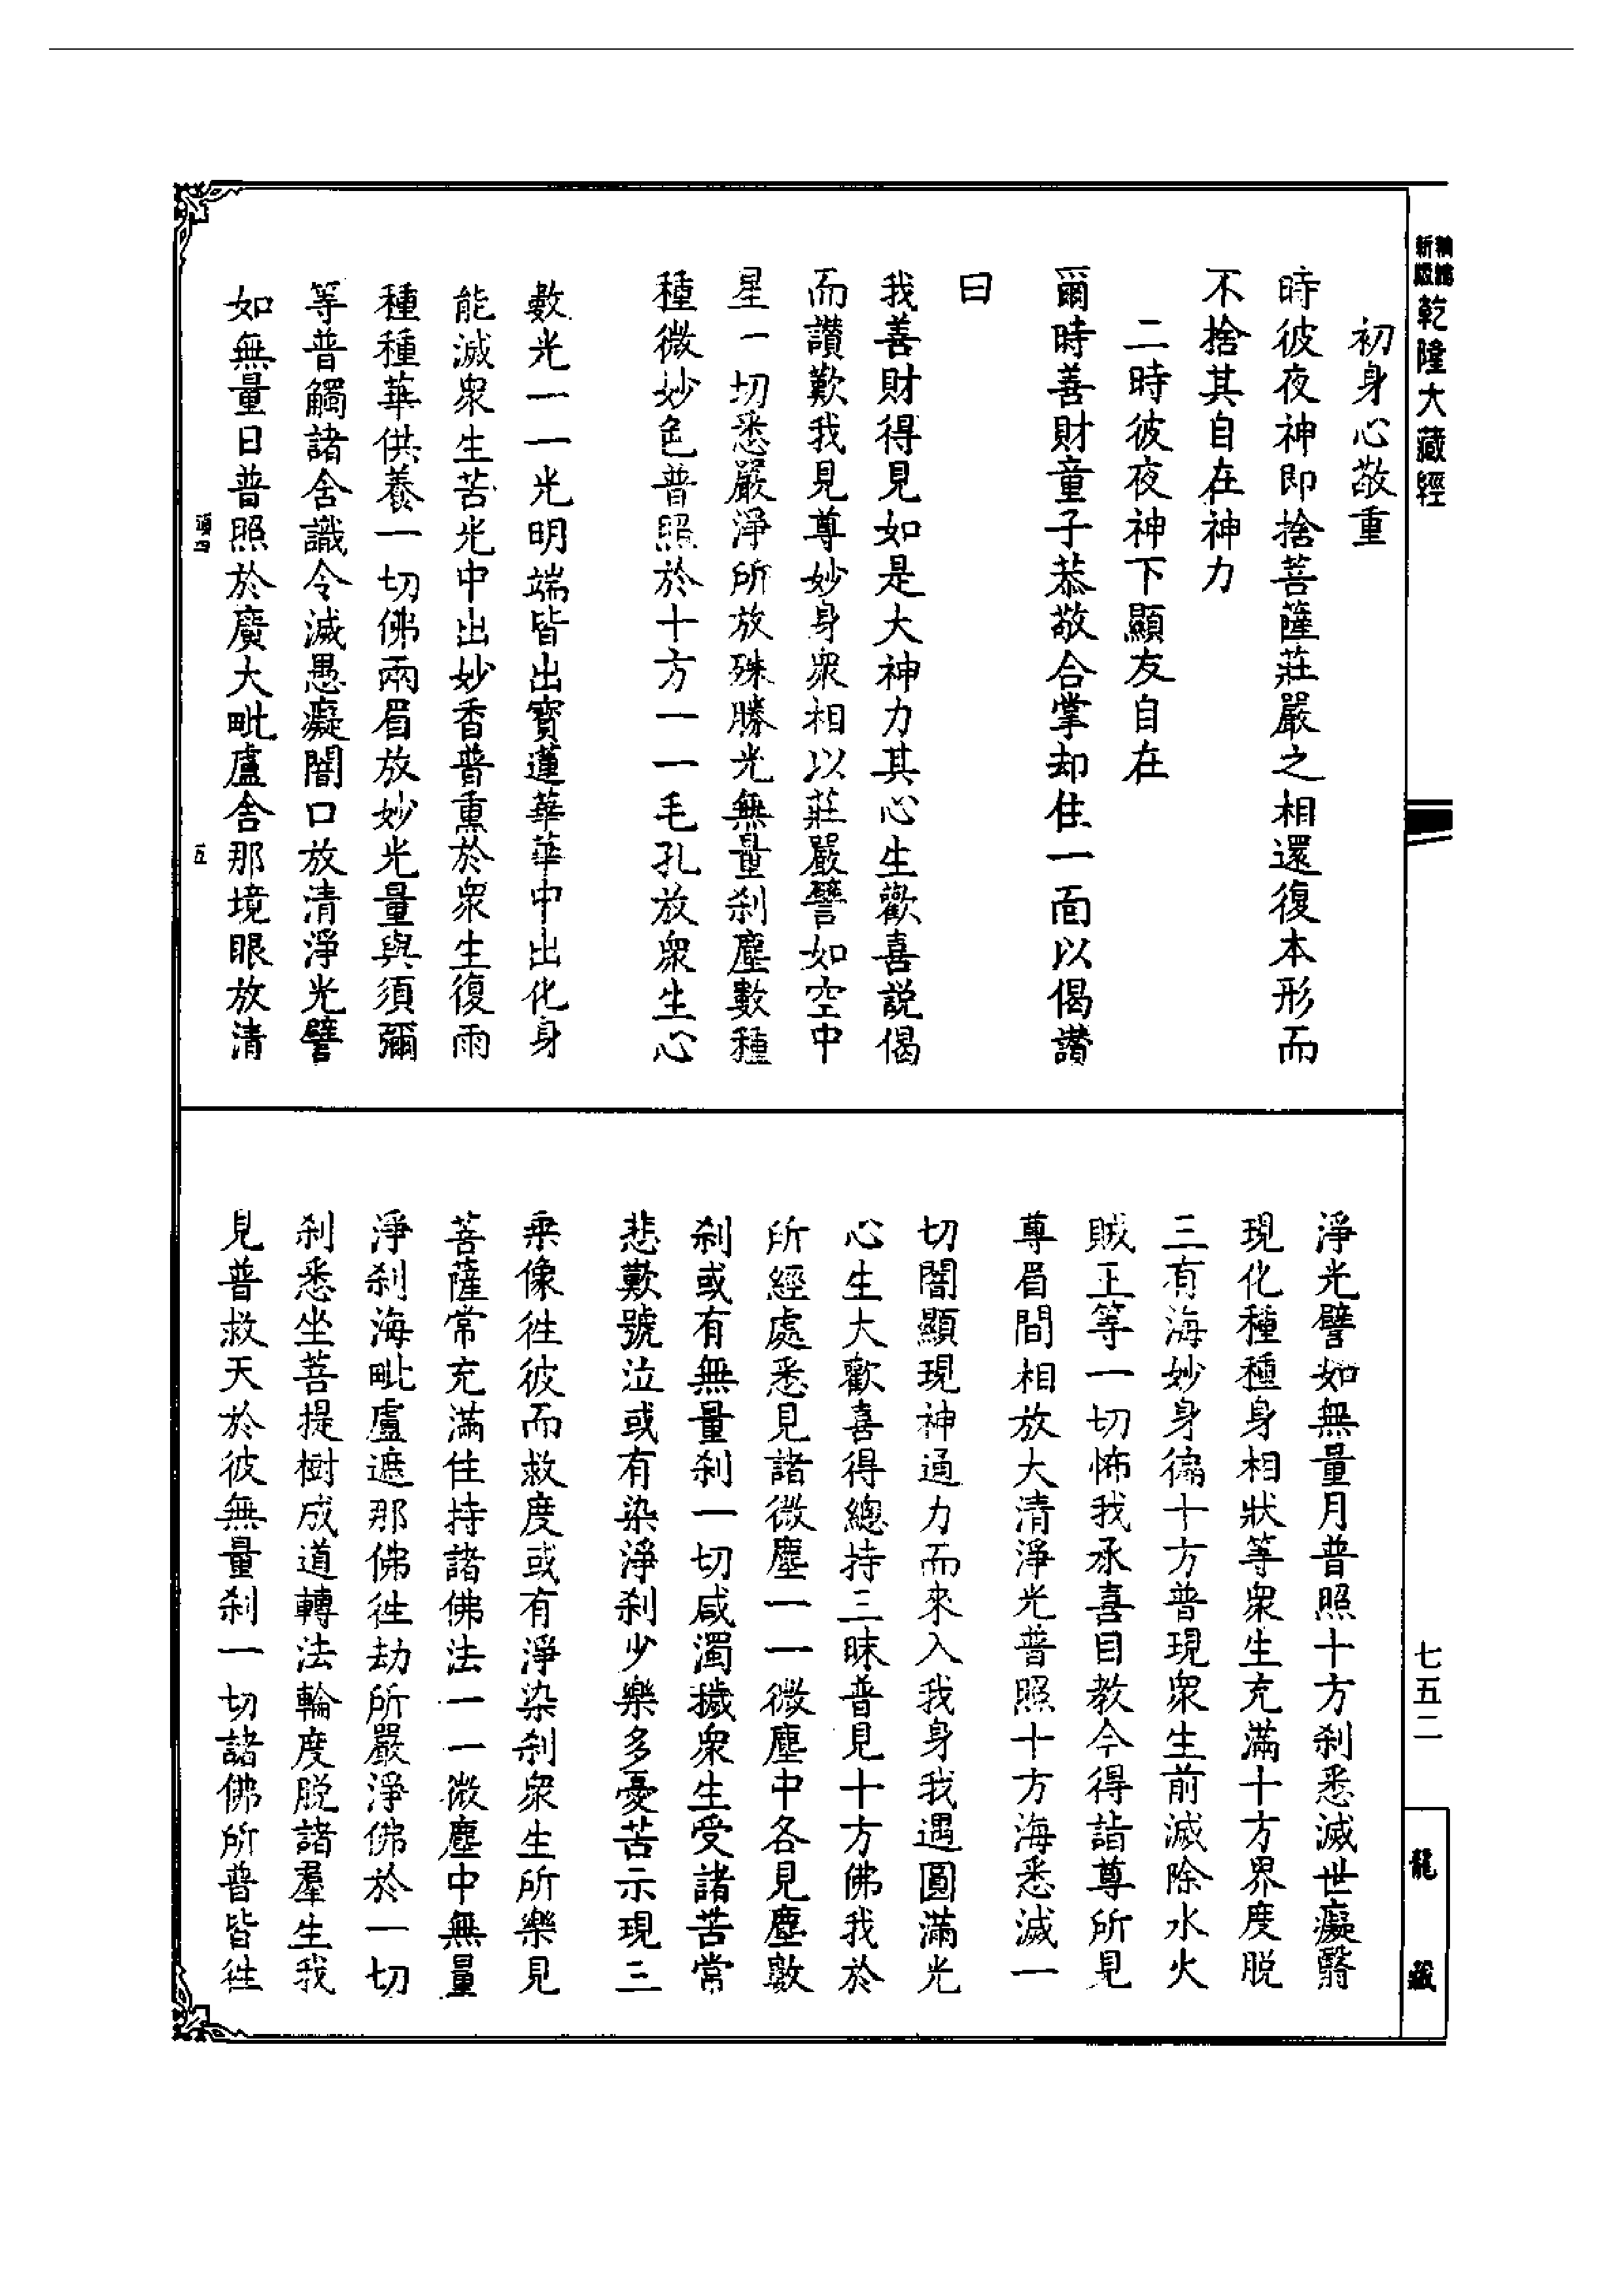 新編縮版
乾隆大藏經
初身心敬重
時彼夜神即捨菩薩莊嚴之相還復本形而
不捨其自在神力
二時彼夜神下顯友自在
爾時善財童子恭敬合掌却住一面以偈讚
曰
我善財得見如是大神力其心生歡喜説偈
而讚歎我見尊妙身衆相以莊嚴譬如空中
星一切悉嚴淨所放殊勝光無量刹塵數種
種微妙色普照於十方一一毛孔放衆生心
數光一一光明端皆出寶蓮華華中出化身
能滅衆生苦光中出妙香普熏於衆生復雨
種種華供養一切佛兩眉放妙光量與須彌
等普觸諸含識令滅愚癡闇口放清淨光譬
如無量日普照於廣大毗盧舍那境眼放清
五
淨光譬如無量月普照十方刹悉滅世癡翳
現化種種身相狀等衆生充滿十方界度脱
三有海妙身徧十方普現衆生前滅除水火
賊王等一切怖我承喜目教今得詣尊所見
尊眉間相放大清淨光普照十方海悉滅一
切闇顯現神通力而來入我身我遇圓滿光
心生大歡喜得總持三昧普見十方佛我於
所經處悉見諸微塵一一微塵中各見塵數
刹或有無量刹一切咸濁穢衆生受諸苦常
悲歎號泣或有染淨刹少樂多憂苦示現三
乘像徃彼而救度或有淨染刹衆生所樂見
菩薩常充滿住持諸佛法一一微塵中無量
淨刹海毗盧遮那佛徃劫所嚴淨佛於一切
刹悉坐菩提樹成道轉法輪度脱諸羣生我
見普救天於彼無量刹一切諸佛所普皆徃
七五二
龍藏